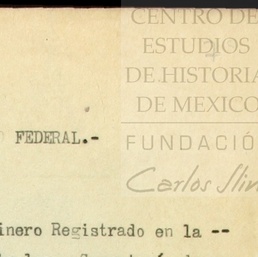 CENTRO DE
ESTUDIOS
DE HISTORIA
DE MEXICO
FUNDACIÓ
Carlos Slim
FEDERAL.-
inero Registrado en la --